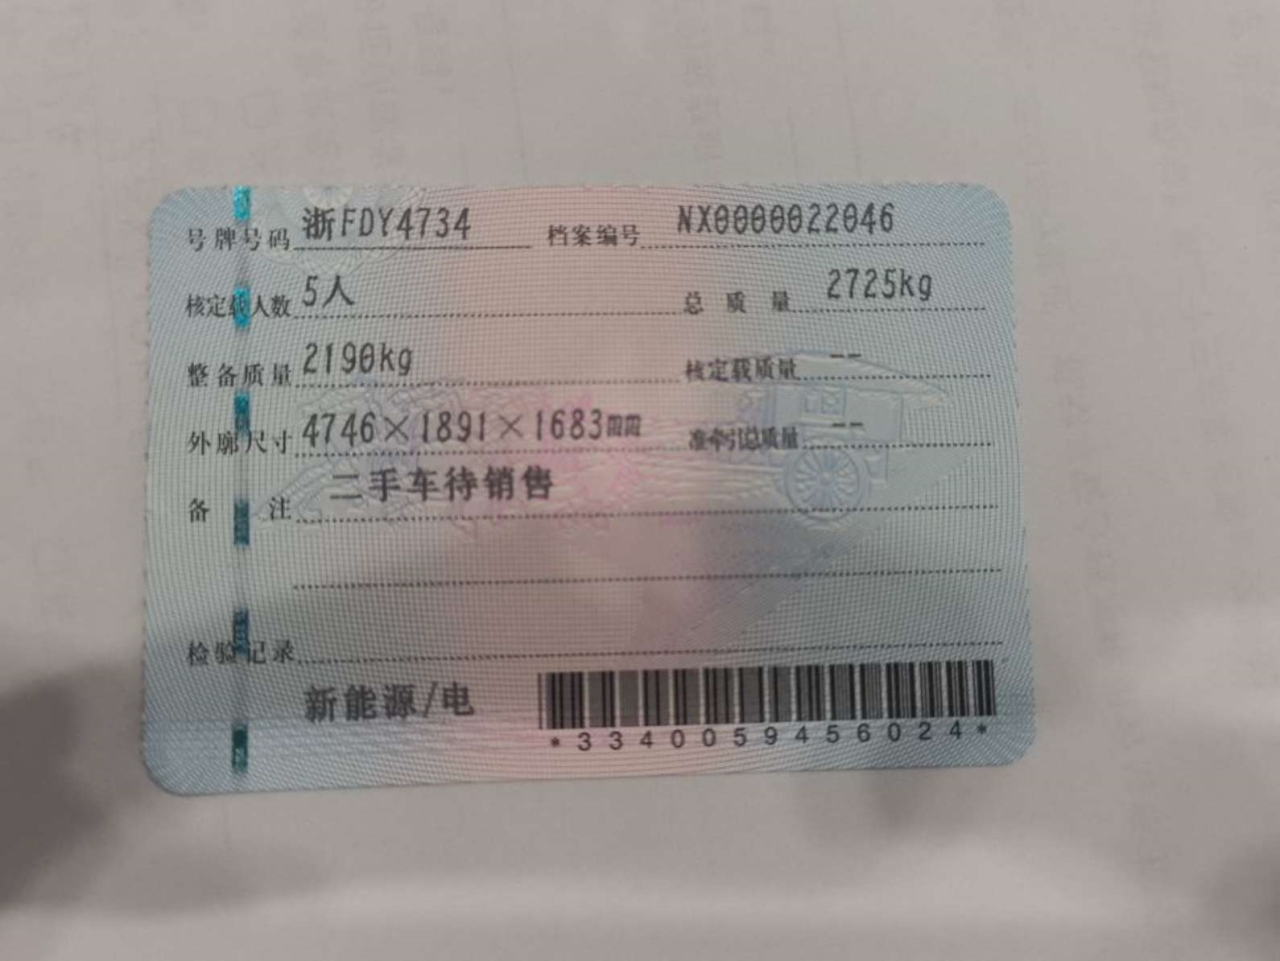 号牌号码 浙FDY4734 档案编号 NX0000022046
核定载人数 5人 总质量 2725kg
整备质量 2190kg 核定载质量 --
外廓尺寸 4746×1891×1683mm 准牵引总质量 --
备注 二手车待销售
检验记录
新能源/电
*3340059456024*